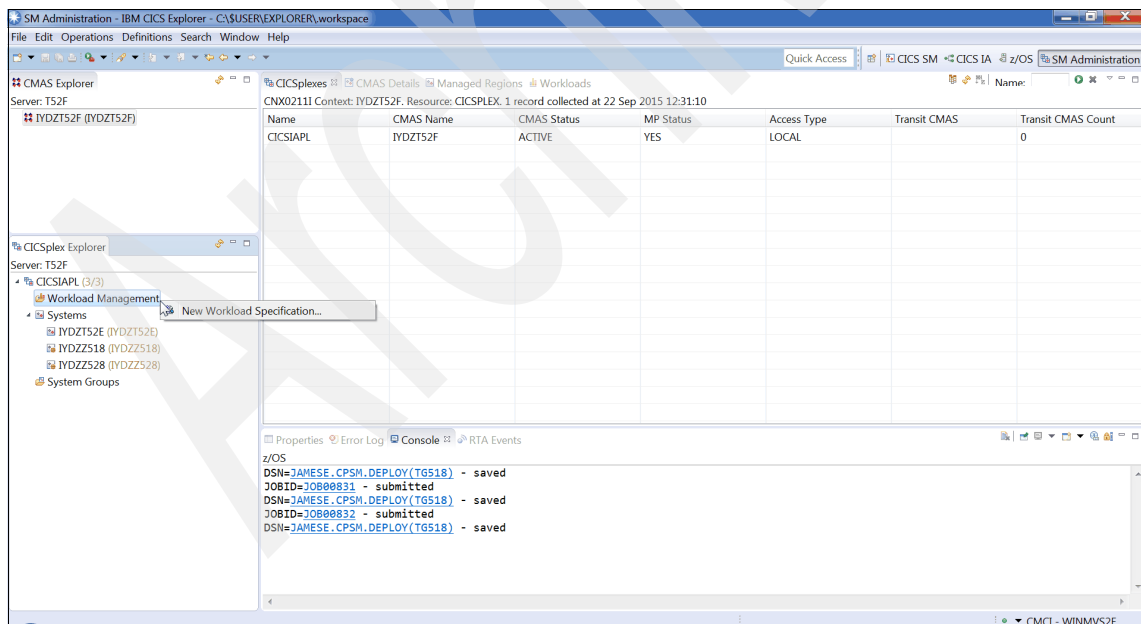 SM Administration - IBM CICS Explorer - C:\$USER\EXPLORER\.workspace
File Edit Operations Definitions Search Window Help
Quick Access CICS SM CICS IA z/OS SM Administration
CMAS Explorer
Server: T52F
IYDZT52F (IYDZT52F)
CICSplexes CMAS Details Managed Regions Workloads
Name:
CNX0211I Context: IYDZT52F. Resource: CICSPLEX. 1 record collected at 22 Sep 2015 12:31:10
Name CMAS Name CMAS Status MP Status Access Type Transit CMAS Transit CMAS Count
CICSIAPL IYDZT52F ACTIVE YES LOCAL 0
CICSplex Explorer
Server: T52F
CICSIAPL (3/3)
Workload Management
New Workload Specification...
Systems
IYDZT52E (IYDZT52E)
IYDZZ518 (IYDZZ518)
IYDZZ528 (IYDZZ528)
System Groups
Properties Error Log Console RTA Events
z/OS
DSN=JAMESE.CPSM.DEPLOY(TG518) - saved
JOBID=JOB00831 - submitted
DSN=JAMESE.CPSM.DEPLOY(TG518) - saved
JOBID=JOB00832 - submitted
DSN=JAMESE.CPSM.DEPLOY(TG518) - saved
CMCI - WINMVS2F